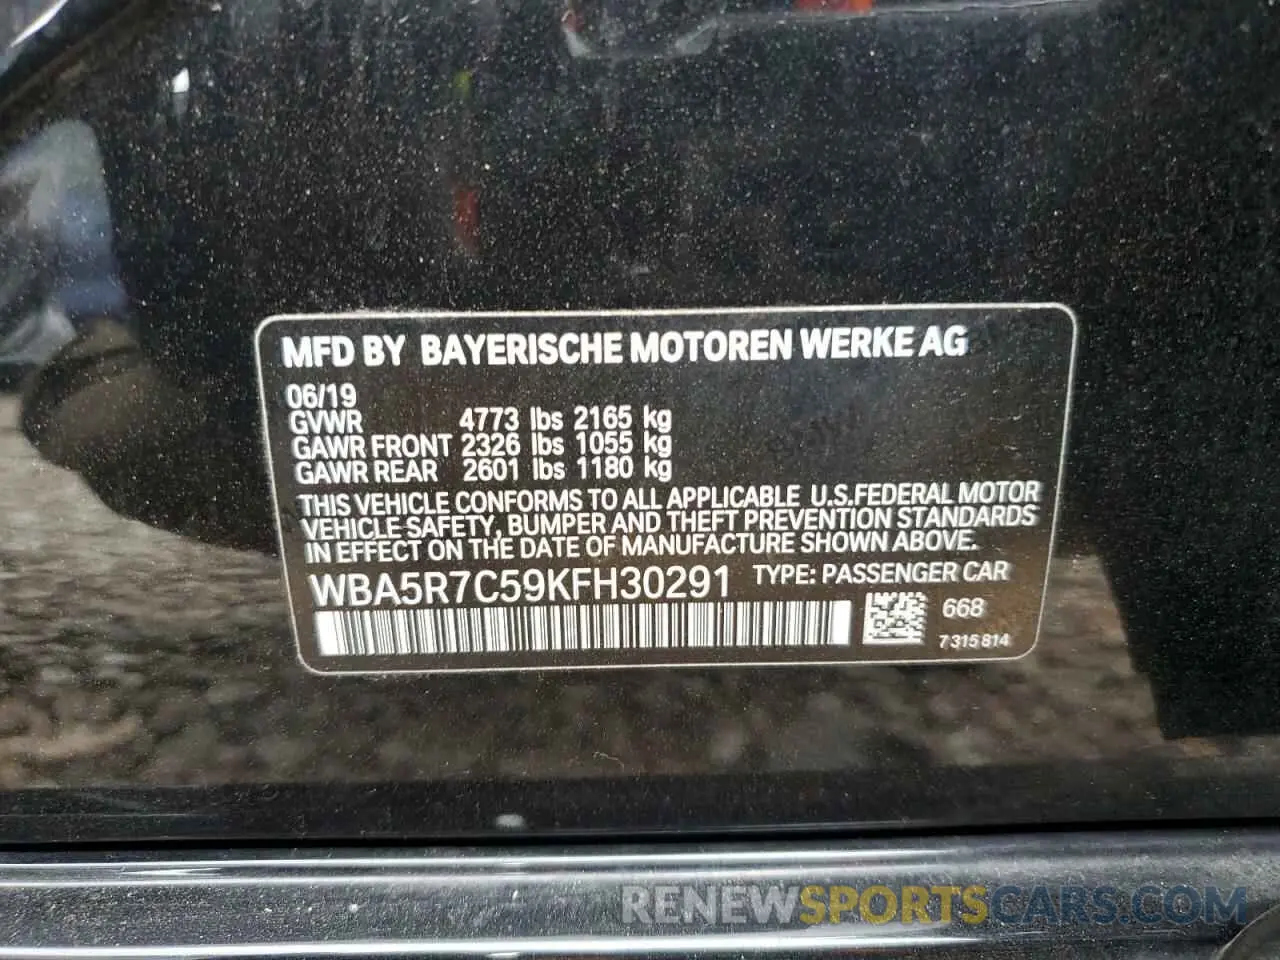 MFD BY BAYERISCHE MOTOREN WERKE AG
06/19
GVWR 4773 lbs 2165 kg
GAWR FRONT 2326 lbs 1055 kg
GAWR REAR 2601 lbs 1180 kg
THIS VEHICLE CONFORMS TO ALL APPLICABLE U.S.FEDERAL MOTOR
VEHICLE SAFETY, BUMPER AND THEFT PREVENTION STANDARDS
IN EFFECT ON THE DATE OF MANUFACTURE SHOWN ABOVE.
WBA5R7C59KFH30291 TYPE: PASSENGER CAR
668
7 315 814
RENEWSPORTSCARS.COM